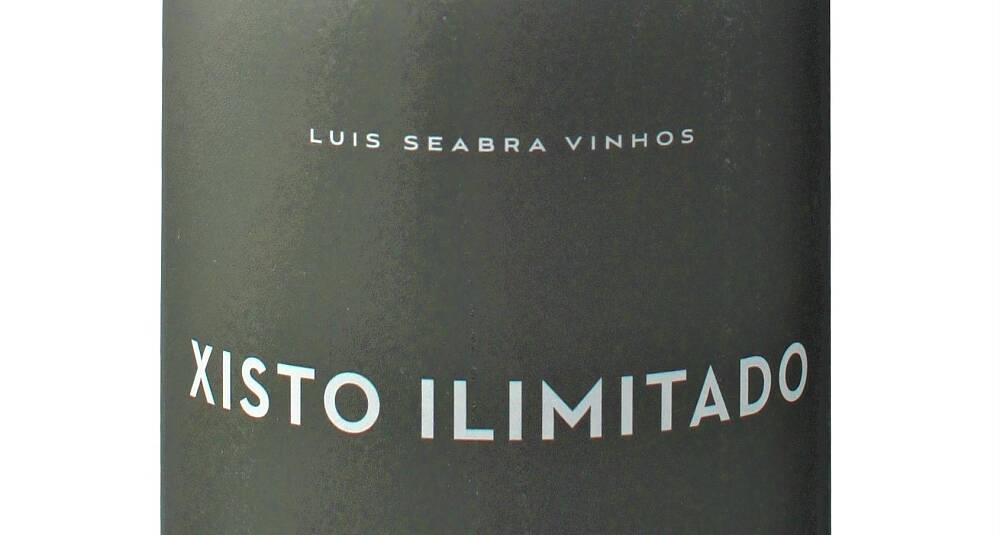 LUIS SEABRA VINHOS
XISTO ILIMITADO